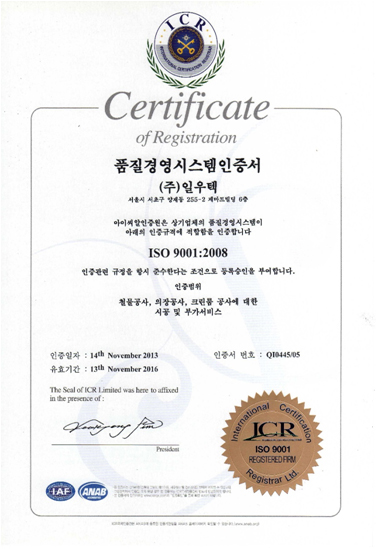 ICR
INTERNATIONAL CERTIFICATION REGISTRAR
Certificate
of Registration
품질경영시스템인증서
(주)일우텍
서울시 서초구 양재동 255-2 제마트빌딩 6층
아이씨알인증원은 상기업체의 품질경영시스템이
아래의 인증규격에 적합함을 인증합니다
ISO 9001:2008
인증관련 규정을 항시 준수한다는 조건으로 등록승인을 부여합니다.
인증범위
철물공사, 의장공사, 크린룸 공사에 대한
시공 및 부가서비스
인증일자 : 14th November 2013
인증서 번호 : QI0445/05
유효기간 : 13th November 2016
The Seal of ICR Limited was here to affixed
in the presence of :
President
International Certification
ICR
ISO 9001
REGISTERED FIRM
Registrar Ltd.
IAF
ANAB